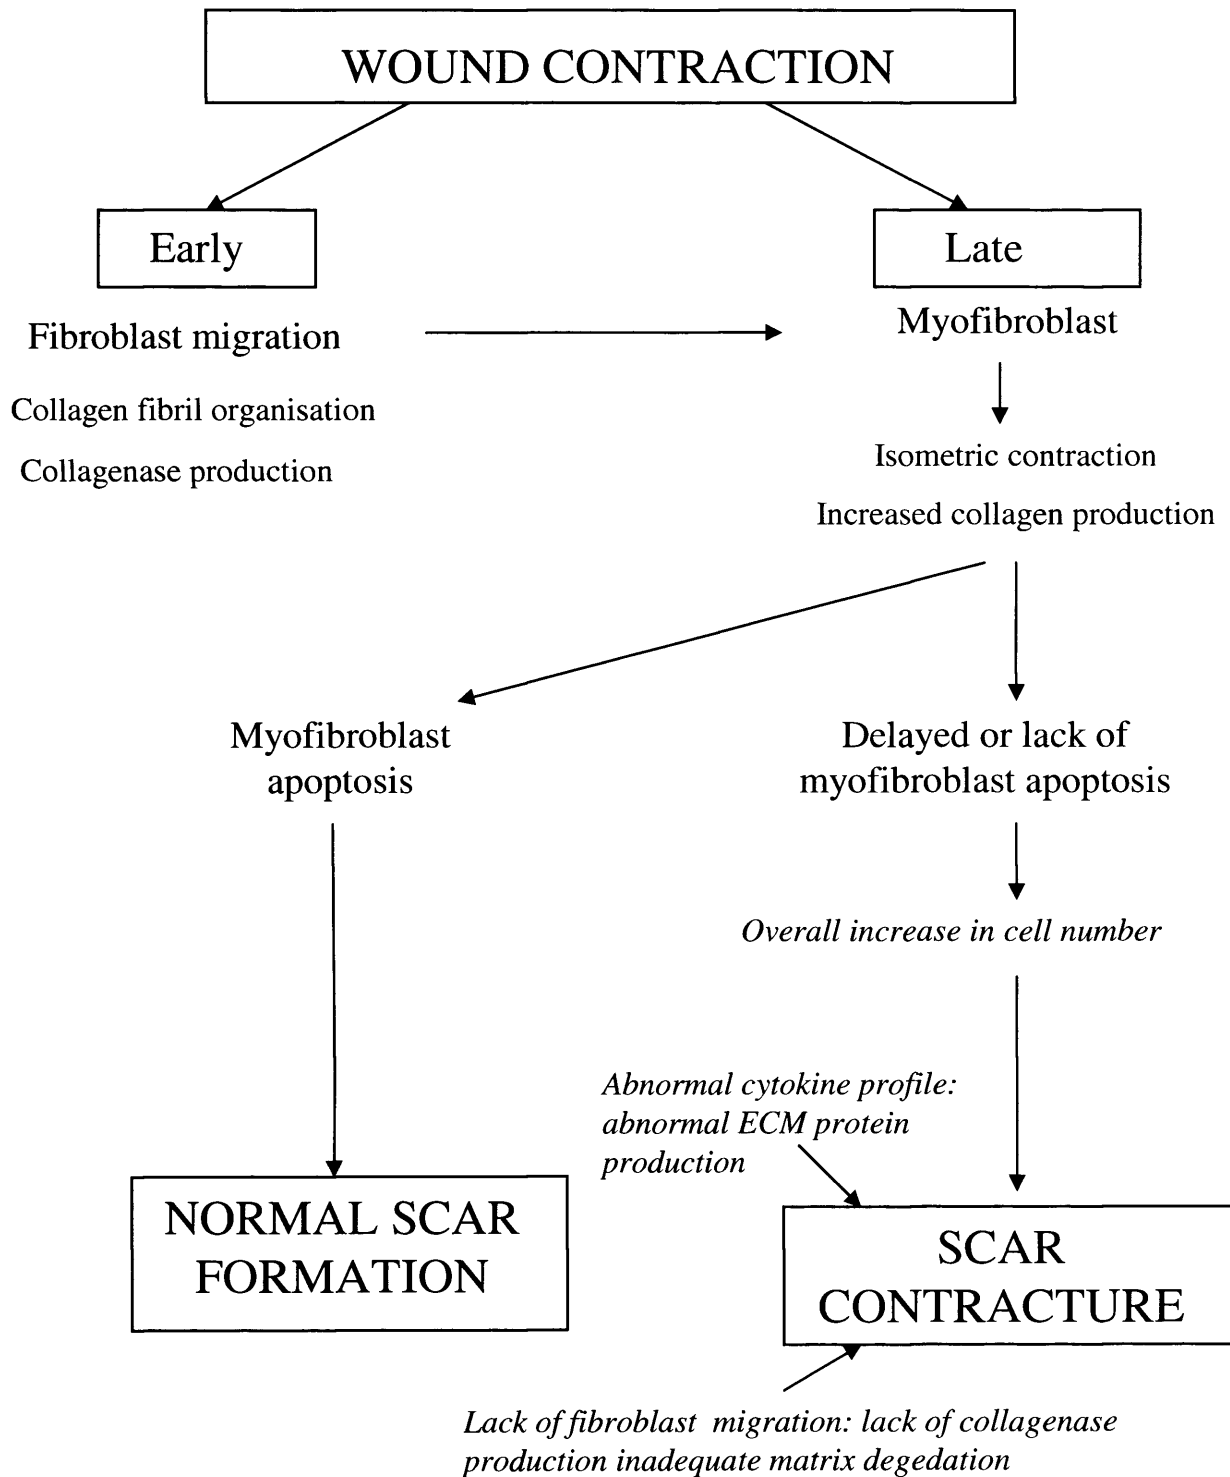 WOUND CONTRACTION
Early
Late
Fibroblast migration
Myofibroblast
Collagen fibril organisation
Collagenase production
Isometric contraction
Increased collagen production
Myofibroblast
apoptosis
Delayed or lack of
myofibroblast apoptosis
Overall increase in cell number
Abnormal cytokine profile:
abnormal ECM protein
production
NORMAL SCAR
FORMATION
SCAR
CONTRACTURE
Lack of fibroblast migration: lack of collagenase
production inadequate matrix degedation